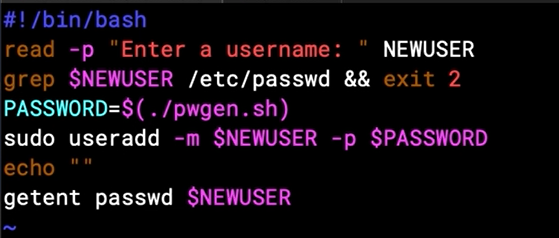 #!/bin/bash
read -p "Enter a username: " NEWUSER
grep $NEWUSER /etc/passwd && exit 2
PASSWORD=$(./pwgen.sh)
sudo useradd -m $NEWUSER -p $PASSWORD
echo ""
getent passwd $NEWUSER
~